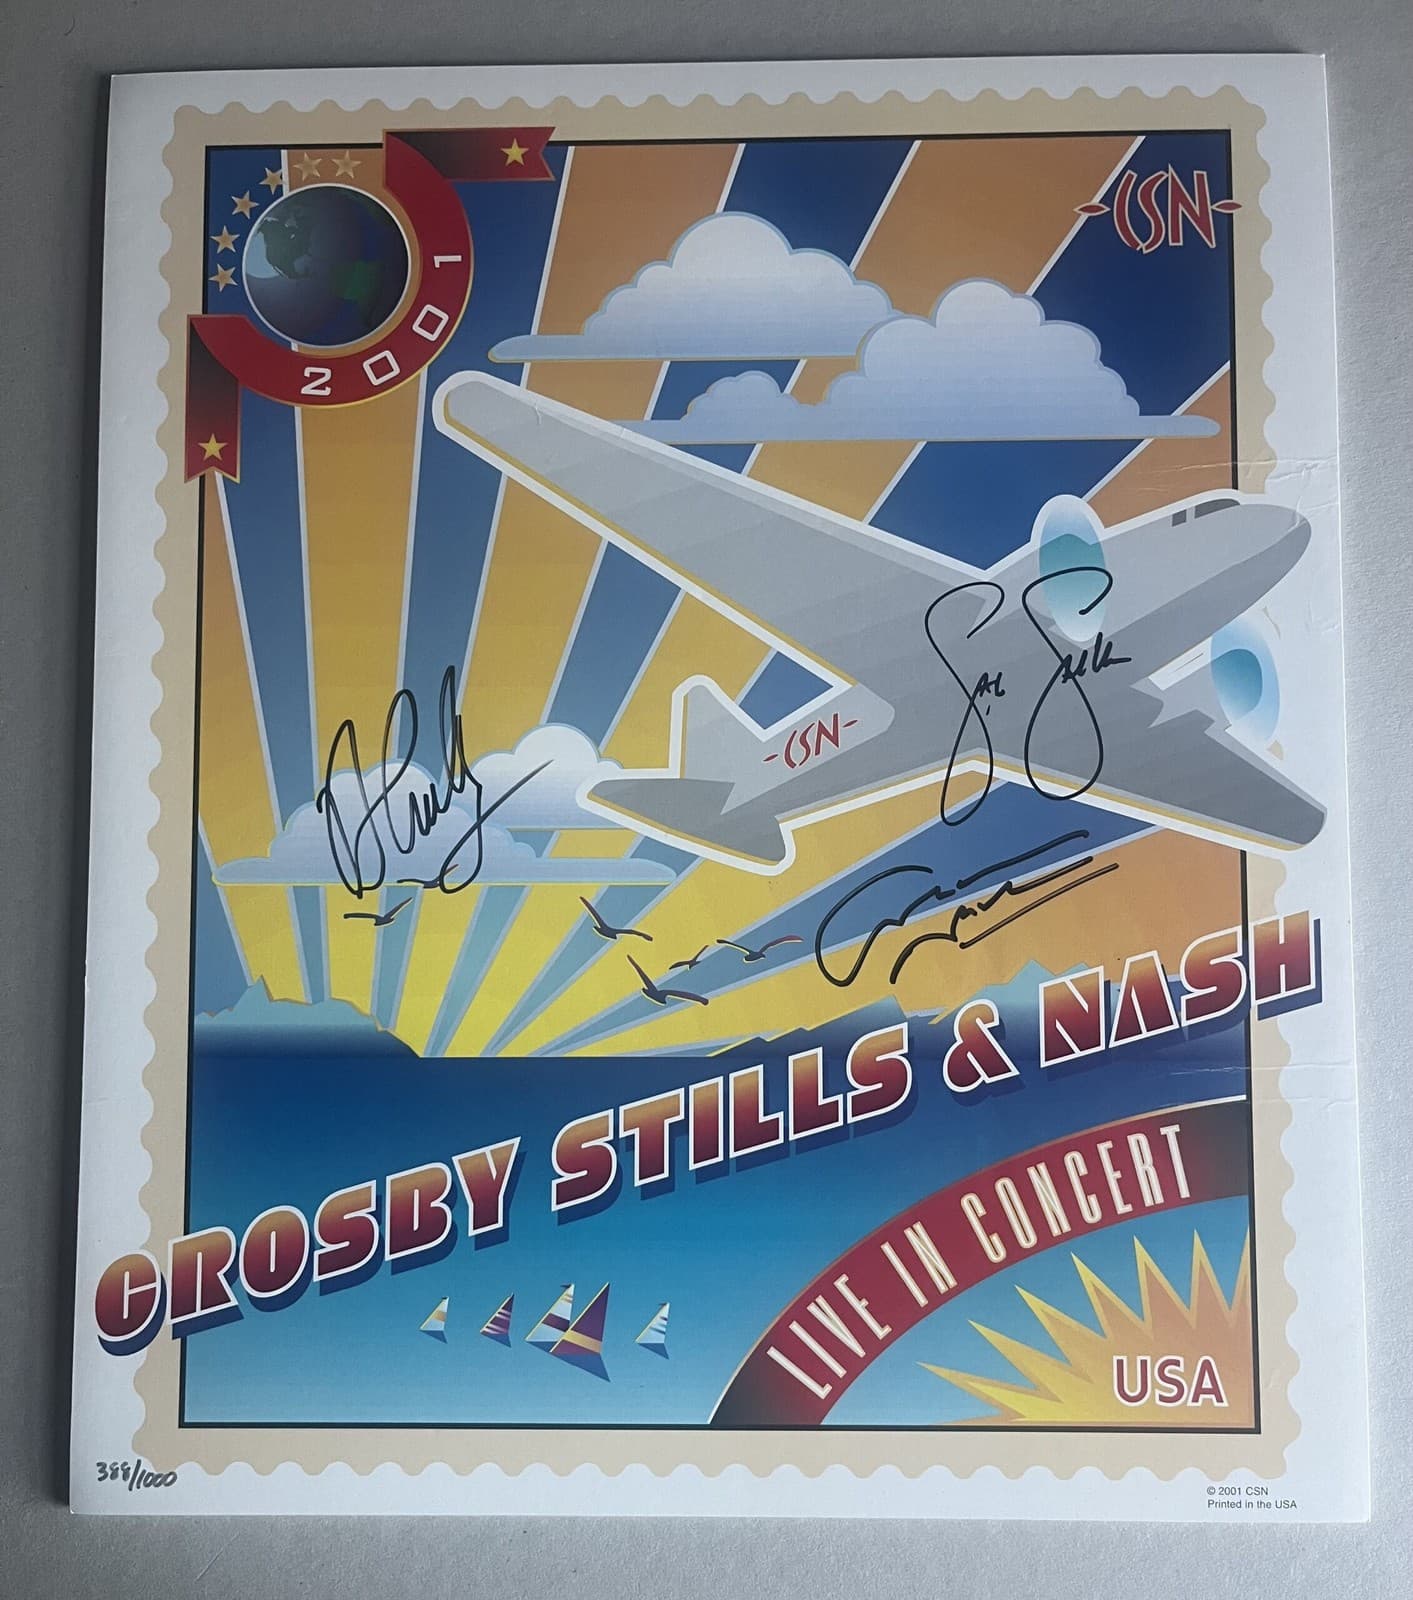 2001
-CSN-
-CSN-
CROSBY STILLS & NASH
LIVE IN CONCERT
USA
388/1000
© 2001 CSN
Printed in the USA